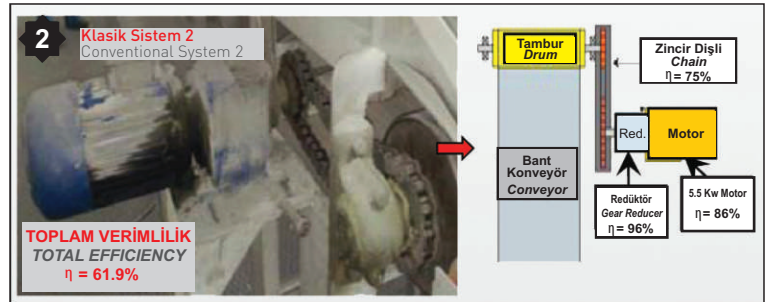 2
Klasik Sistem 2
Conventional System 2
TOPLAM VERİMLİLİK
TOTAL EFFICIENCY
η = 61.9%
Tambur
Drum
Zincir Dişli
Chain
η = 75%
Red.
Motor
Bant
Konveyör
Conveyor
Redüktör
Gear Reducer
η = 96%
5.5 Kw Motor
η = 86%